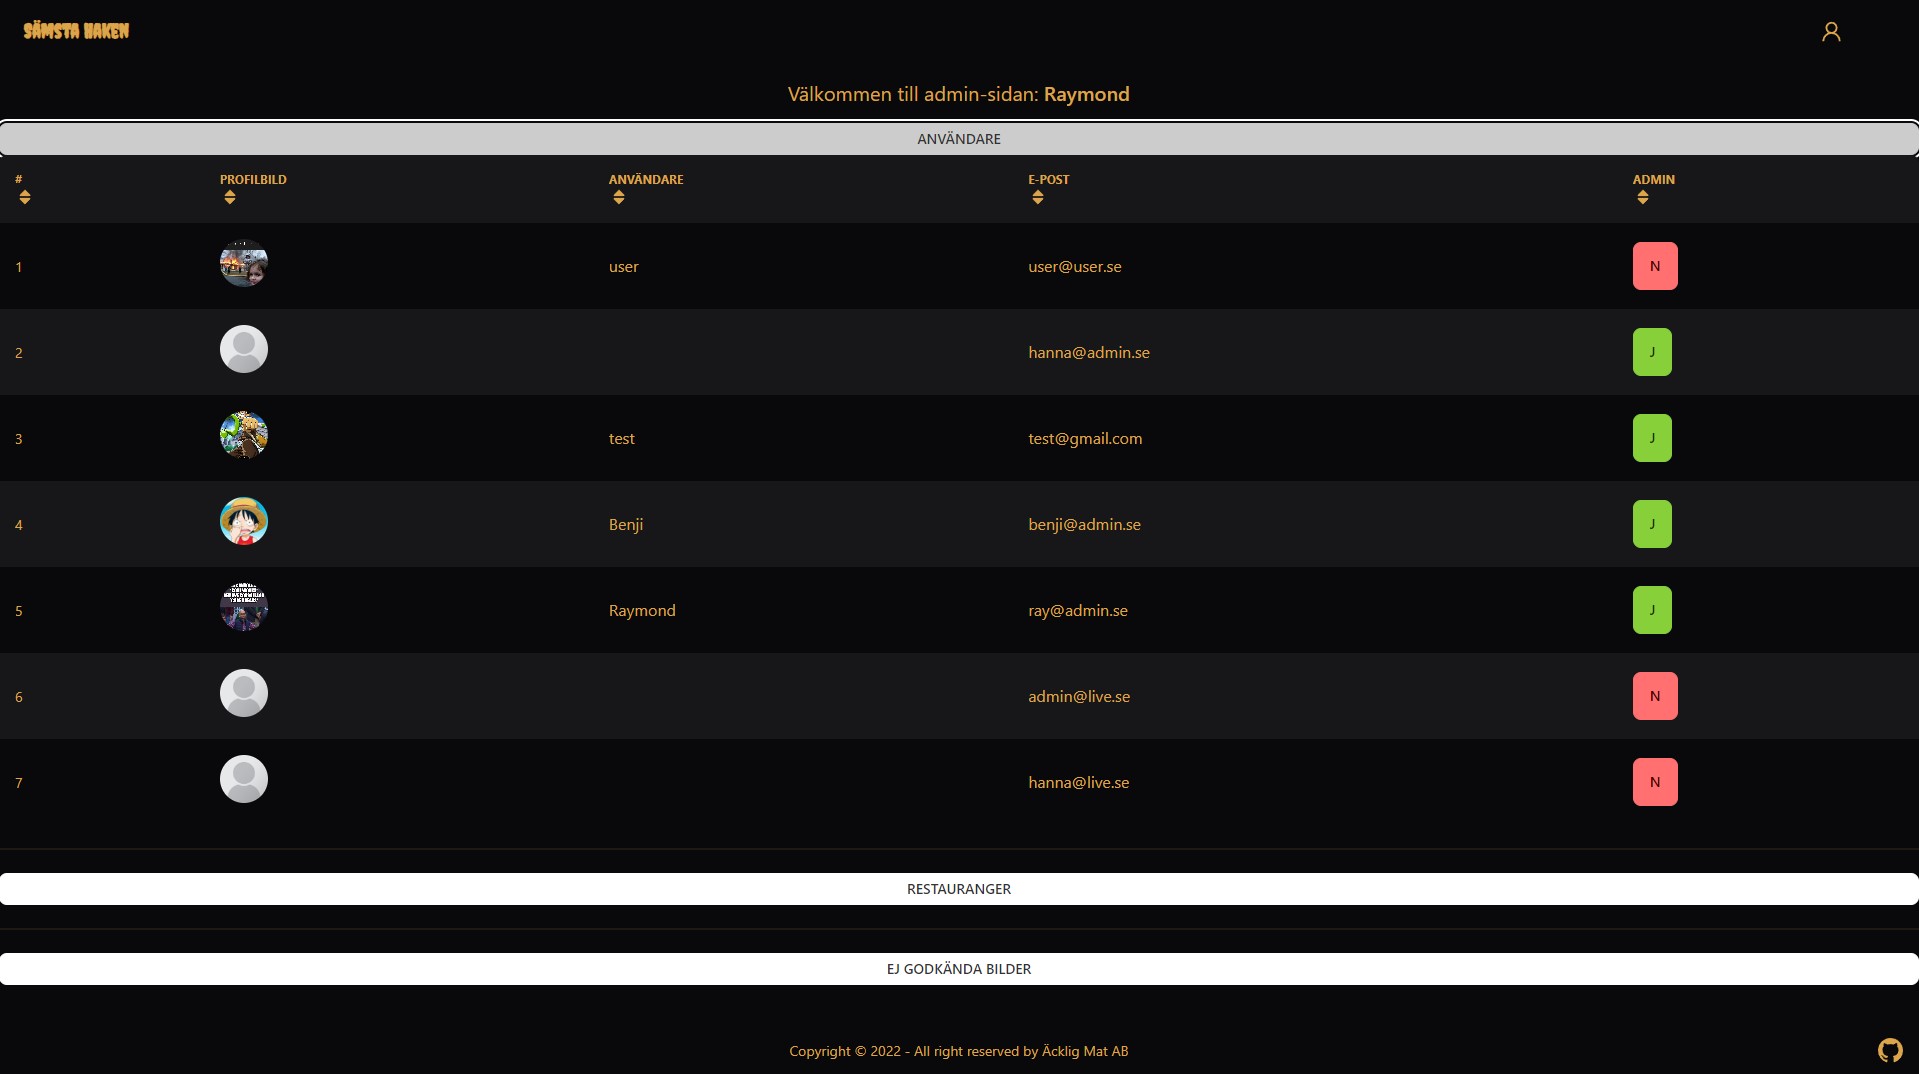 SÄMSTA HAKEN
Välkommen till admin-sidan: Raymond
ANVÄNDARE
# PROFILBILD ANVÄNDARE E-POST ADMIN
1 user user@user.se N
2 hanna@admin.se J
3 test test@gmail.com J
4 Benji benji@admin.se J
5 Raymond ray@admin.se J
6 admin@live.se N
7 hanna@live.se N
RESTAURANGER
EJ GODKÄNDA BILDER
Copyright © 2022 - All right reserved by Äcklig Mat AB